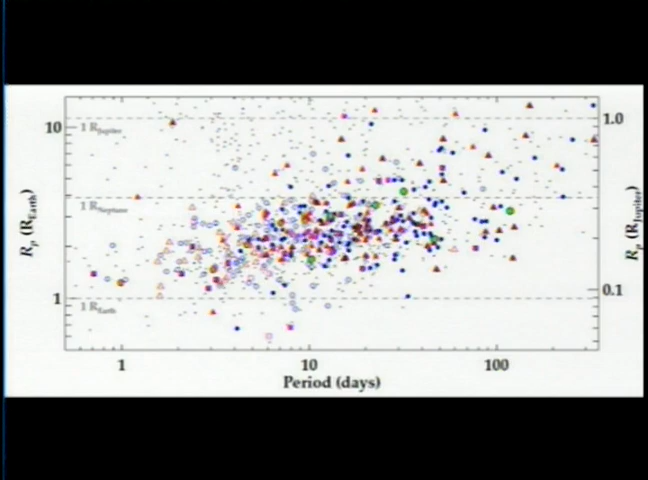 10
1
R_p (R_Earth)
1 R_Jupiter
1 R_Neptune
1 R_Earth
1.0
0.1
R_p (R_Jupiter)
1
10
100
Period (days)